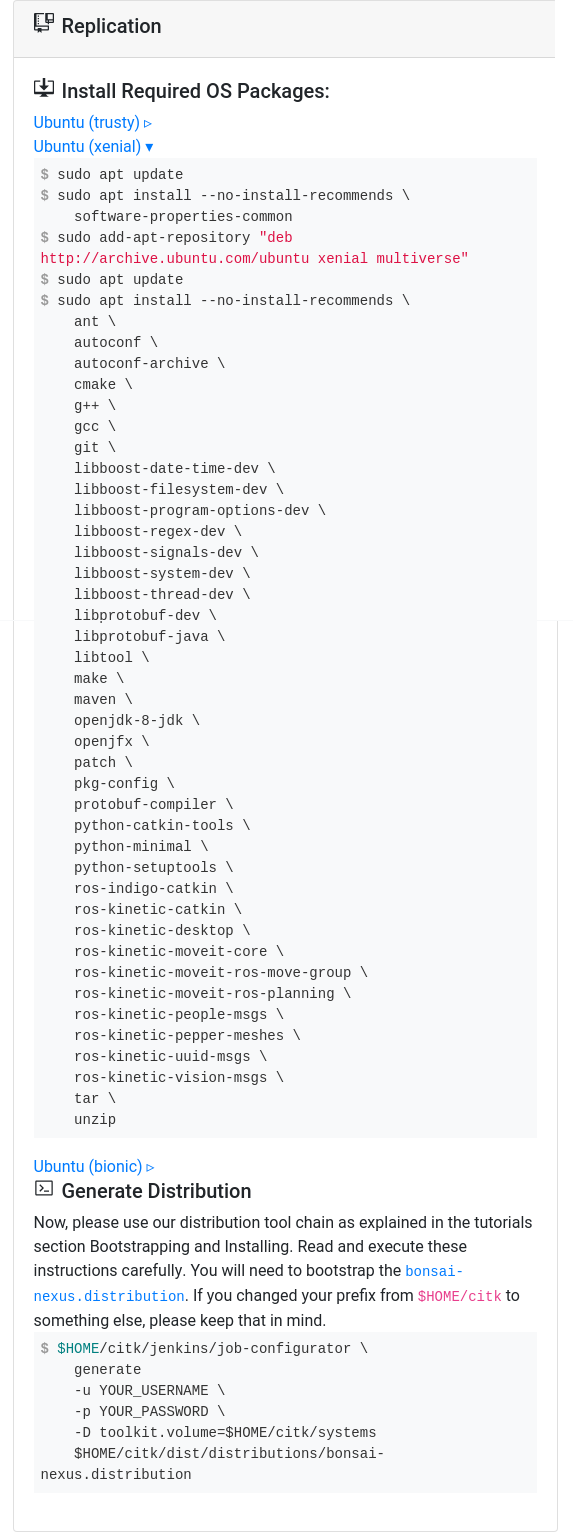 Replication
Install Required OS Packages:
Ubuntu (trusty) ▹
Ubuntu (xenial) ▾
$ sudo apt update
$ sudo apt install --no-install-recommends \
    software-properties-common
$ sudo add-apt-repository "deb
http://archive.ubuntu.com/ubuntu xenial multiverse"
$ sudo apt update
$ sudo apt install --no-install-recommends \
    ant \
    autoconf \
    autoconf-archive \
    cmake \
    g++ \
    gcc \
    git \
    libboost-date-time-dev \
    libboost-filesystem-dev \
    libboost-program-options-dev \
    libboost-regex-dev \
    libboost-signals-dev \
    libboost-system-dev \
    libboost-thread-dev \
    libprotobuf-dev \
    libprotobuf-java \
    libtool \
    make \
    maven \
    openjdk-8-jdk \
    openjfx \
    patch \
    pkg-config \
    protobuf-compiler \
    python-catkin-tools \
    python-minimal \
    python-setuptools \
    ros-indigo-catkin \
    ros-kinetic-catkin \
    ros-kinetic-desktop \
    ros-kinetic-moveit-core \
    ros-kinetic-moveit-ros-move-group \
    ros-kinetic-moveit-ros-planning \
    ros-kinetic-people-msgs \
    ros-kinetic-pepper-meshes \
    ros-kinetic-uuid-msgs \
    ros-kinetic-vision-msgs \
    tar \
    unzip
Ubuntu (bionic) ▹
Generate Distribution
Now, please use our distribution tool chain as explained in the tutorials
section Bootstrapping and Installing. Read and execute these
instructions carefully. You will need to bootstrap the bonsai-
nexus.distribution. If you changed your prefix from $HOME/citk to
something else, please keep that in mind.
$ $HOME/citk/jenkins/job-configurator \
    generate
    -u YOUR_USERNAME \
    -p YOUR_PASSWORD \
    -D toolkit.volume=$HOME/citk/systems
    $HOME/citk/dist/distributions/bonsai-
nexus.distribution